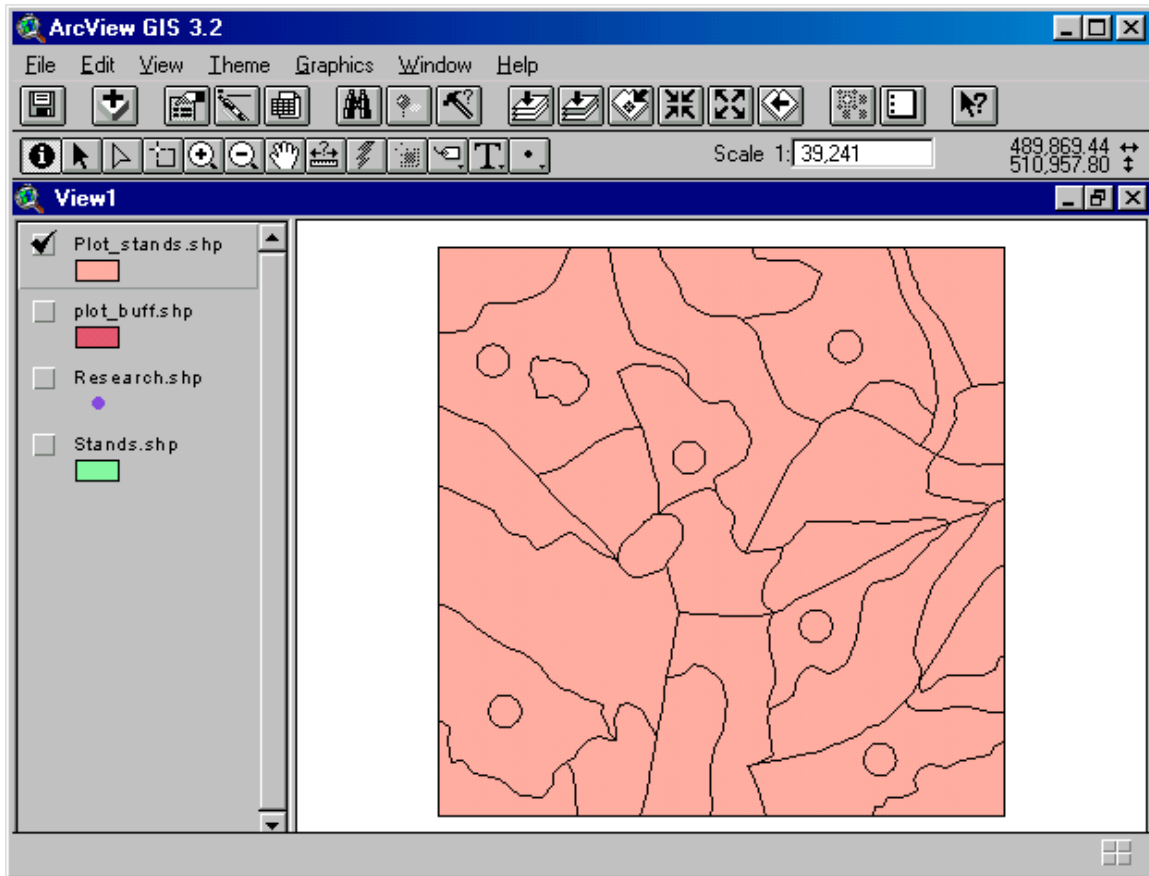 ArcView GIS 3.2
File Edit View Theme Graphics Window Help
Scale 1: 39,241
489,869.44
510,957.80
View1
Plot_stands.shp
plot_buff.shp
Research.shp
Stands.shp